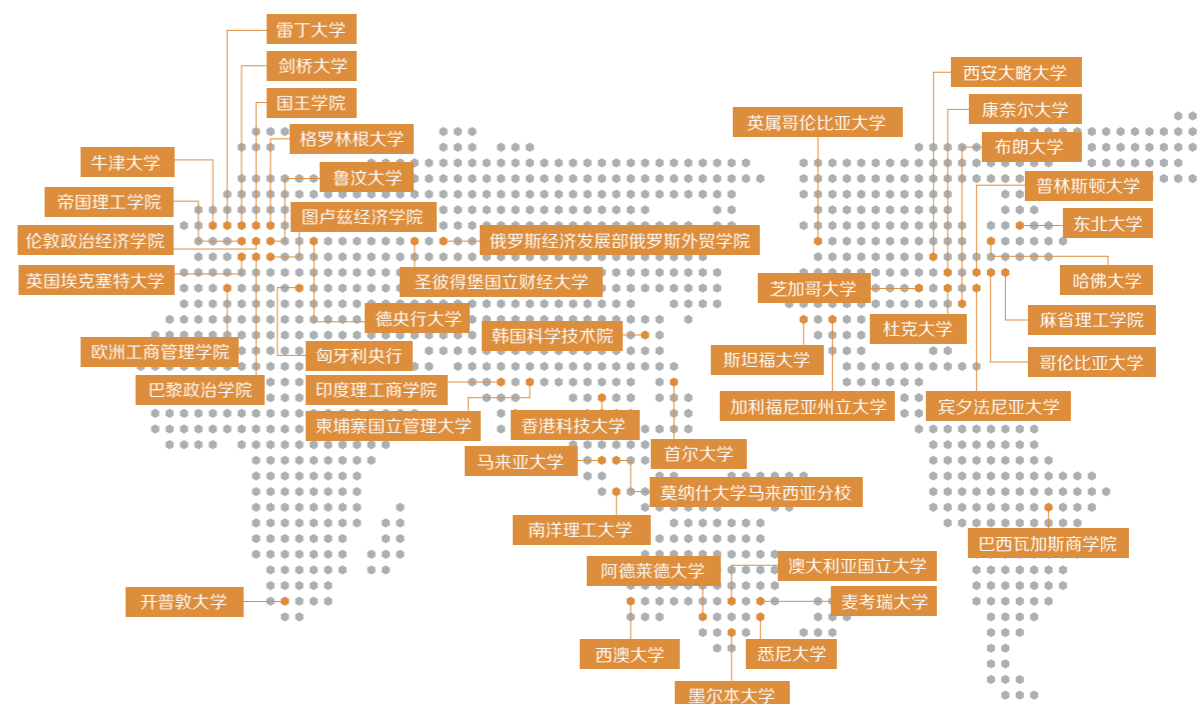 雷丁大学
剑桥大学
国王学院
格罗林根大学
牛津大学
鲁汶大学
帝国理工学院
图卢兹经济学院
伦敦政治经济学院
俄罗斯经济发展部俄罗斯外贸学院
英国埃克塞特大学
圣彼得堡国立财经大学
德央行大学
韩国科学技术院
欧洲工商管理学院
匈牙利央行
巴黎政治学院
印度理工商学院
柬埔寨国立管理大学
香港科技大学
马来亚大学
首尔大学
莫纳什大学马来西亚分校
南洋理工大学
开普敦大学
阿德莱德大学
澳大利亚国立大学
麦考瑞大学
西澳大学
悉尼大学
墨尔本大学
西安大略大学
康奈尔大学
英属哥伦比亚大学
布朗大学
普林斯顿大学
东北大学
哈佛大学
芝加哥大学
杜克大学
麻省理工学院
斯坦福大学
哥伦比亚大学
加利福尼亚州立大学
宾夕法尼亚大学
巴西瓦加斯商学院